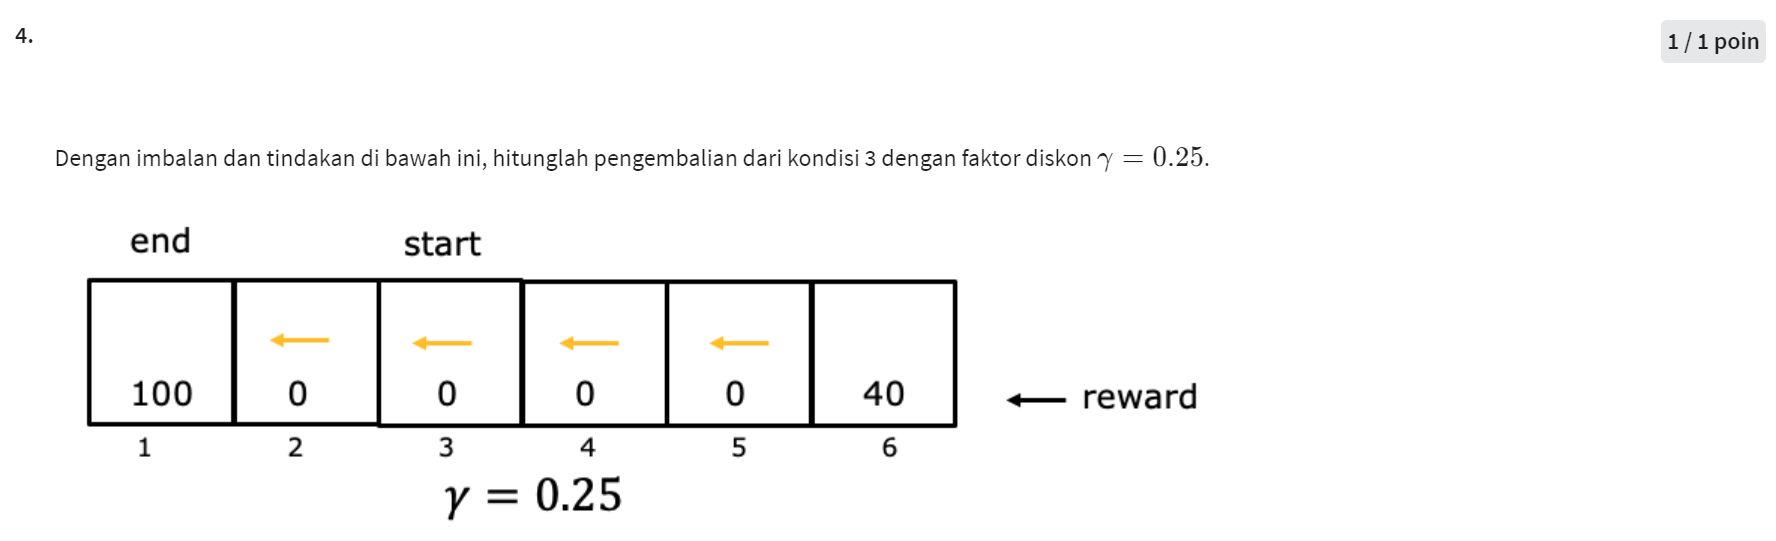 4.
1 / 1 poin
Dengan imbalan dan tindakan di bawah ini, hitunglah pengembalian dari kondisi 3 dengan faktor diskon γ = 0.25.
end start
100 0 0 0 0 40 ← reward
1 2 3 4 5 6
γ = 0.25